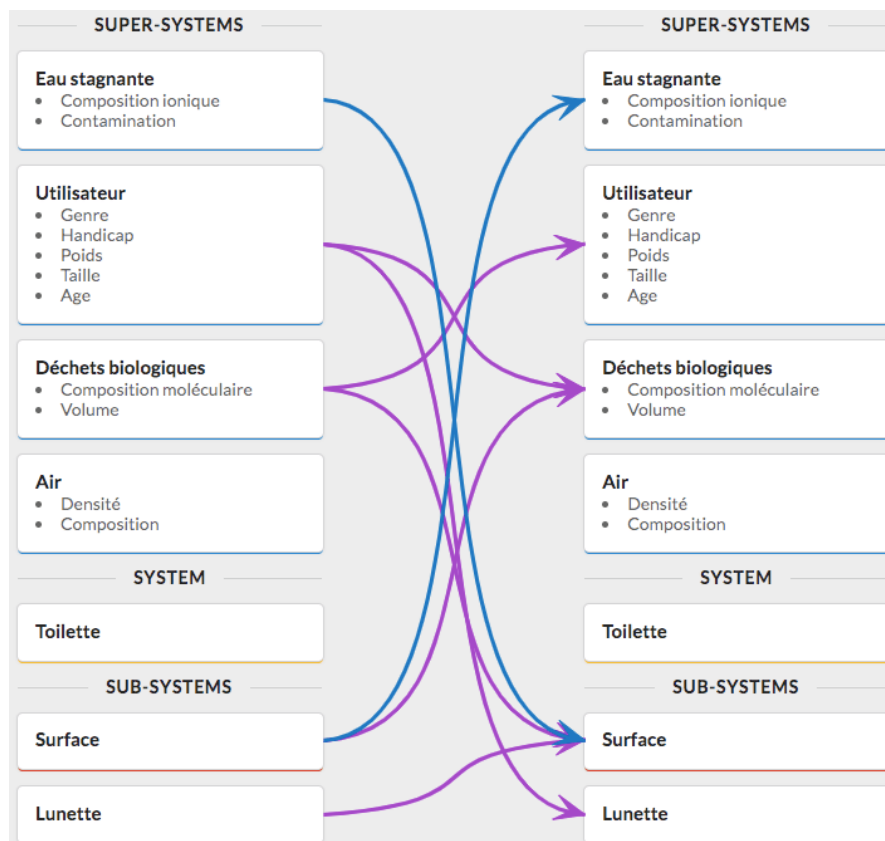 SUPER-SYSTEMS
Eau stagnante
Composition ionique
Contamination
Utilisateur
Genre
Handicap
Poids
Taille
Age
Déchets biologiques
Composition moléculaire
Volume
Air
Densité
Composition
SYSTEM
Toilette
SUB-SYSTEMS
Surface
Lunette
SUPER-SYSTEMS
Eau stagnante
Composition ionique
Contamination
Utilisateur
Genre
Handicap
Poids
Taille
Age
Déchets biologiques
Composition moléculaire
Volume
Air
Densité
Composition
SYSTEM
Toilette
SUB-SYSTEMS
Surface
Lunette